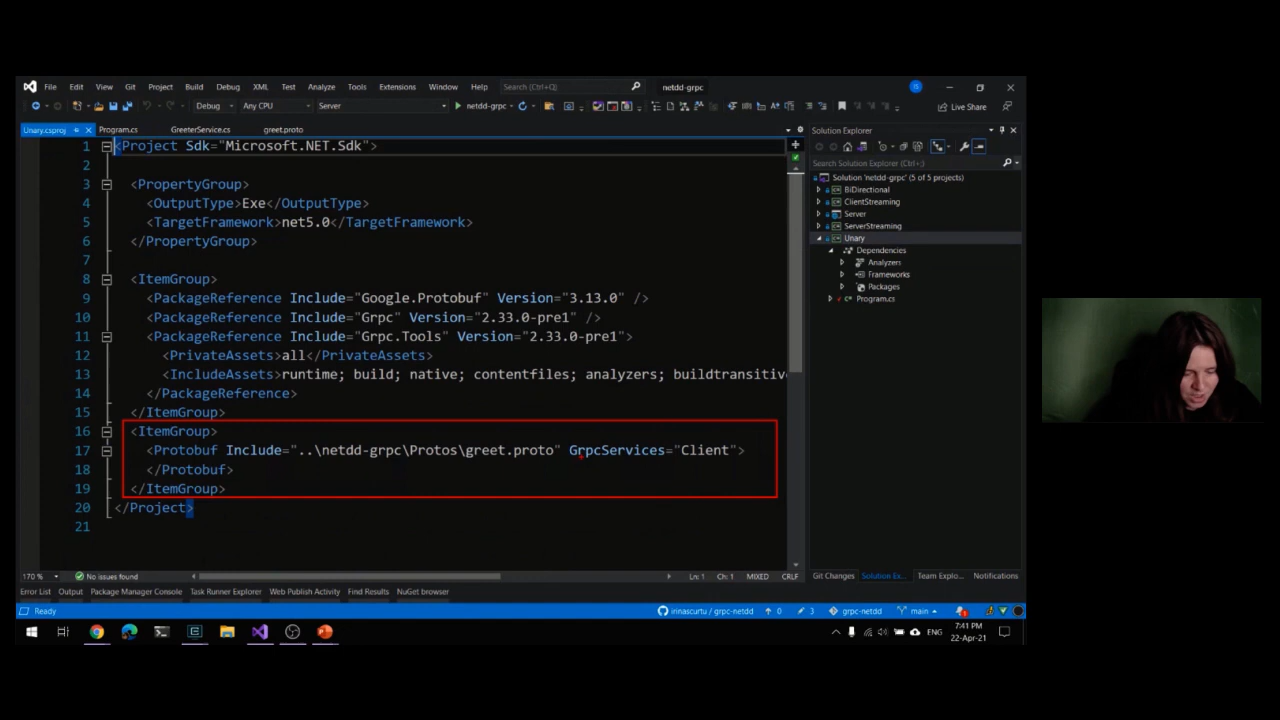 File Edit View Git Project Build Debug XML Test Analyze Tools Extensions Window Help Search (Ctrl+Q) netdd-grpc
Debug Any CPU Server netdd-grpc Live Share
Unary.csproj Program.cs GreeterService.cs greet.proto
1 <Project Sdk="Microsoft.NET.Sdk">
2
3 <PropertyGroup>
4 <OutputType>Exe</OutputType>
5 <TargetFramework>net5.0</TargetFramework>
6 </PropertyGroup>
7
8 <ItemGroup>
9 <PackageReference Include="Google.Protobuf" Version="3.13.0" />
10 <PackageReference Include="Grpc" Version="2.33.0-pre1" />
11 <PackageReference Include="Grpc.Tools" Version="2.33.0-pre1">
12 <PrivateAssets>all</PrivateAssets>
13 <IncludeAssets>runtime; build; native; contentfiles; analyzers; buildtransitiv
14 </PackageReference>
15 </ItemGroup>
16 <ItemGroup>
17 <Protobuf Include="..\netdd-grpc\Protos\greet.proto" GrpcServices="Client">
18 </Protobuf>
19 </ItemGroup>
20 </Project>
21
170 % No issues found Ln: 1 Ch: 1 MIXED CRLF
Solution Explorer
Search Solution Explorer (Ctrl+;)
Solution 'netdd-grpc' (5 of 5 projects)
BiDirectional
ClientStreaming
Server
ServerStreaming
Unary
Dependencies
Analyzers
Frameworks
Packages
Program.cs
Git Changes Solution Ex... Team Explo... Notifications
Error List Output Package Manager Console Task Runner Explorer Web Publish Activity Find Results NuGet browser
Ready irinascurtu / grpc-netdd 0 3 grpc-netdd main
ENG
7:41 PM
22-Apr-21